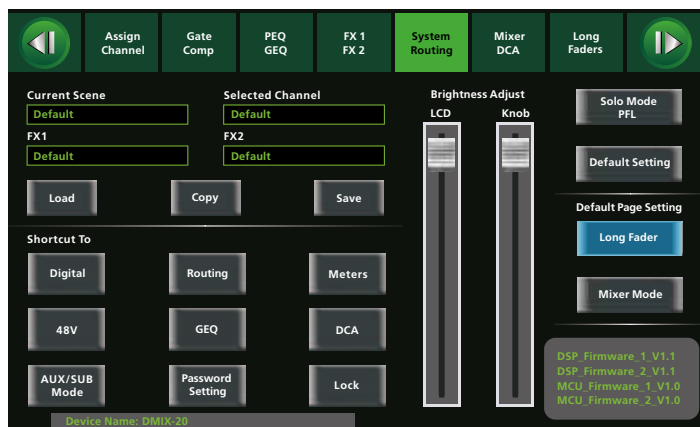 Assign Channel
Gate Comp
PEQ GEQ
FX 1 FX 2
System Routing
Mixer DCA
Long Faders
Current Scene
Default
Selected Channel
Default
FX1
Default
FX2
Default
Load
Copy
Save
Shortcut To
Digital
Routing
Meters
48V
GEQ
DCA
AUX/SUB Mode
Password Setting
Lock
Device Name: DMIX-20
Brightness Adjust
LCD
Knob
Solo Mode PFL
Default Setting
Default Page Setting
Long Fader
Mixer Mode
DSP_Firmware_1_V1.1
DSP_Firmware_2_V1.1
MCU_Firmware_1_V1.0
MCU_Firmware_2_V1.0